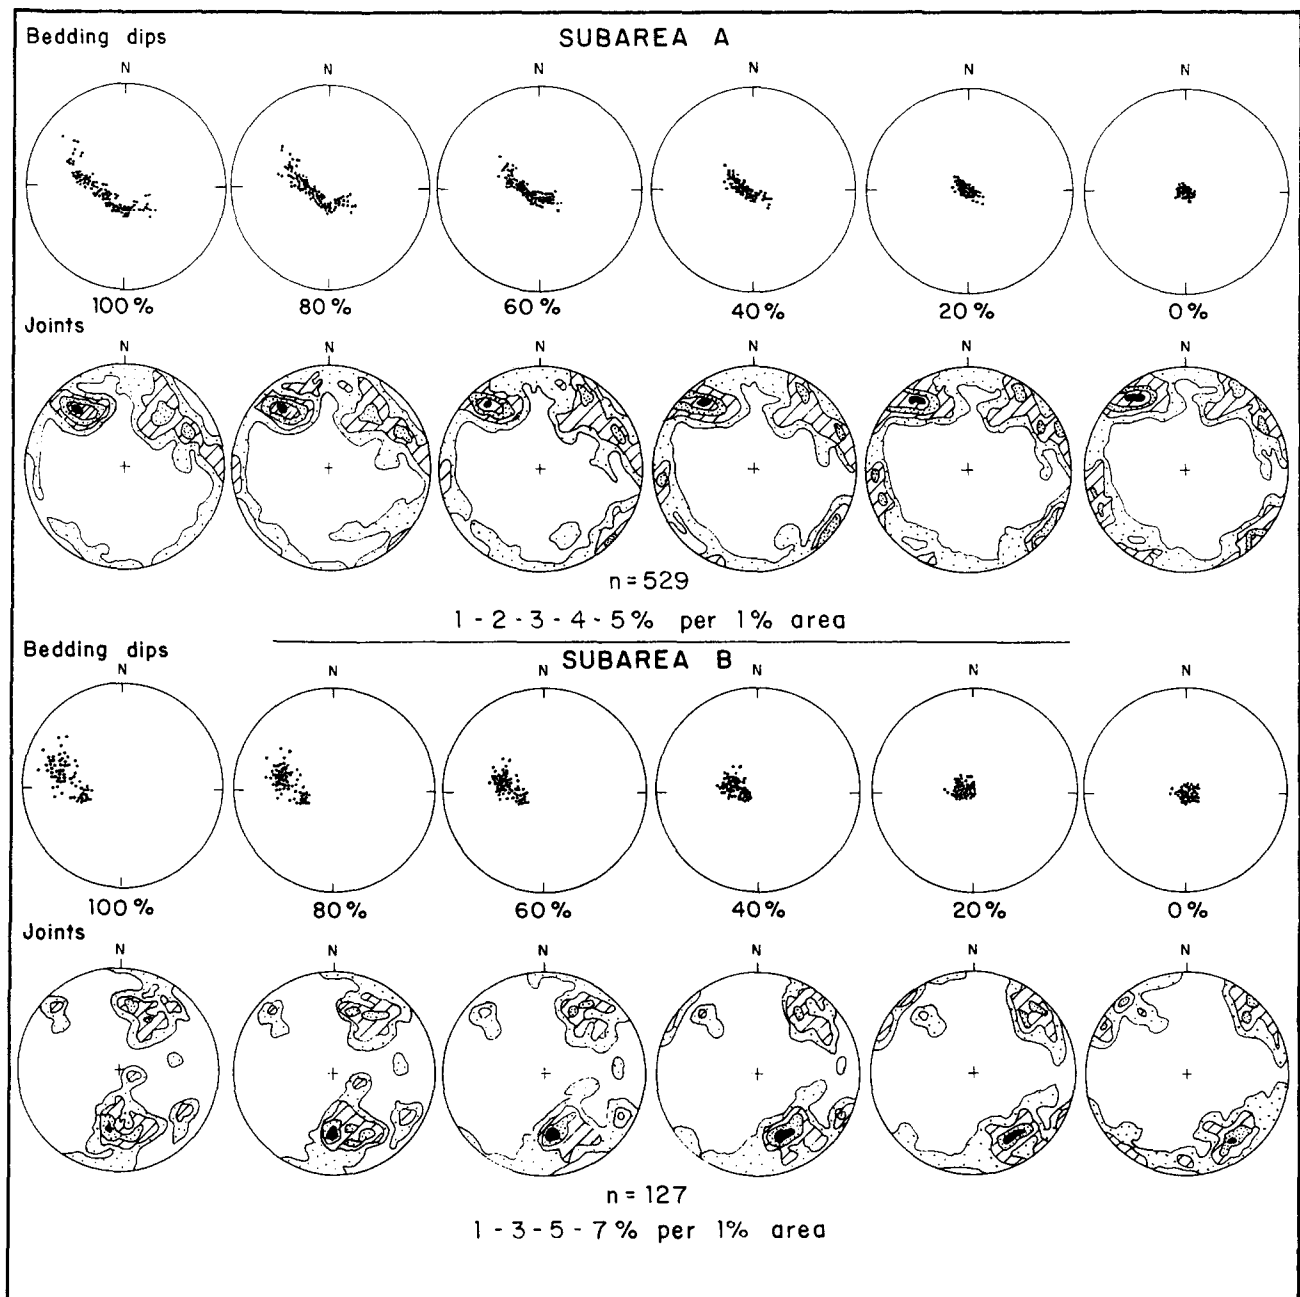 Bedding dips
SUBAREA A
N N N N N N
100% 80% 60% 40% 20% 0%
Joints
N N N N N N
n = 529
1 - 2 - 3 - 4 - 5% per 1% area
Bedding dips
SUBAREA B
N N N N N N
100% 80% 60% 40% 20% 0%
Joints
N N N N N N
n = 127
1 - 3 - 5 - 7% per 1% area